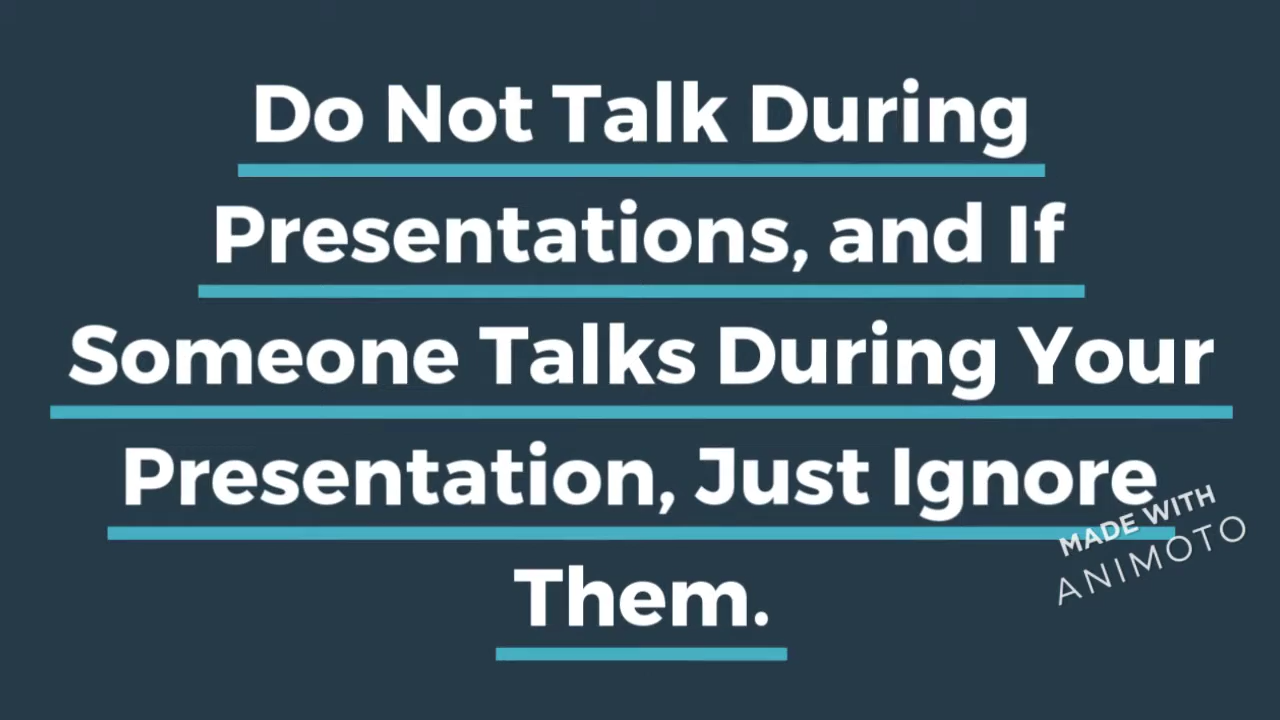 Do Not Talk During
Presentations, and If
Someone Talks During Your
Presentation, Just Ignore
Them.
MADE WITH
ANIMOTO